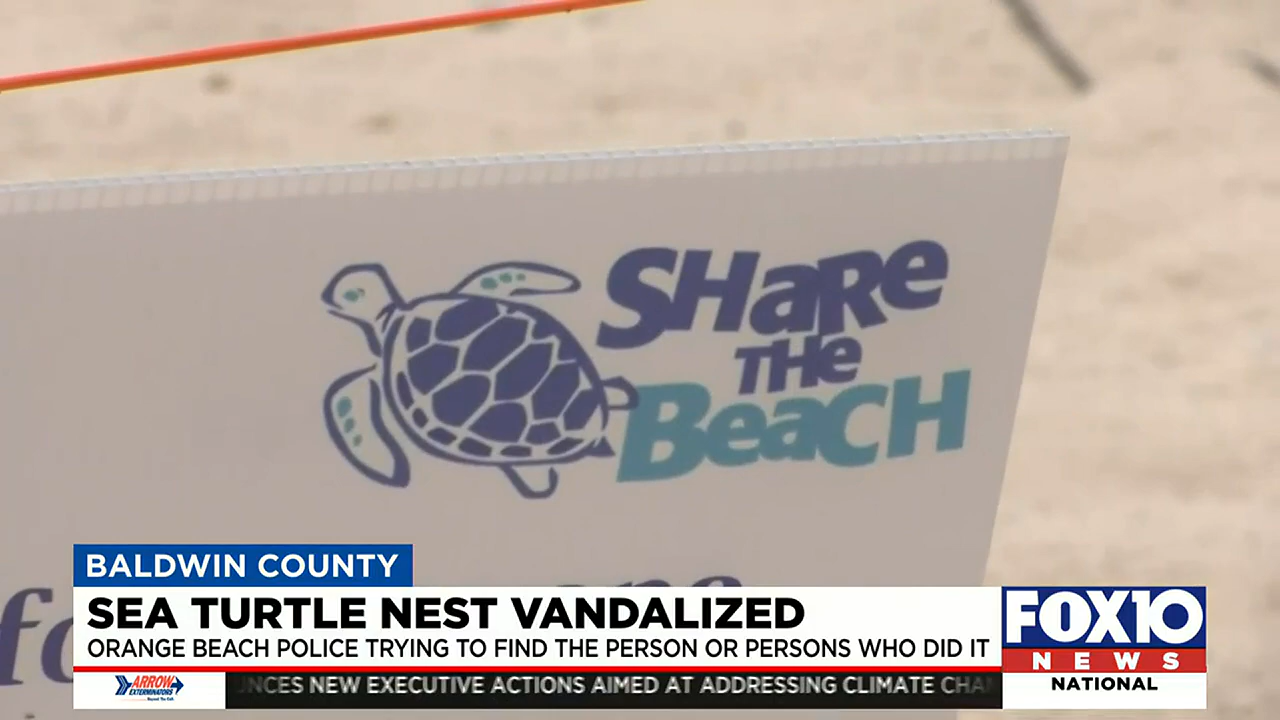 SHaRe
THe
BeaCH
BALDWIN COUNTY
SEA TURTLE NEST VANDALIZED
ORANGE BEACH POLICE TRYING TO FIND THE PERSON OR PERSONS WHO DID IT
FOX10
NEWS
NATIONAL
ARROW
EXTERMINATORS
NEW EXECUTIVE ACTIONS AIMED AT ADDRESSING CLIMATE